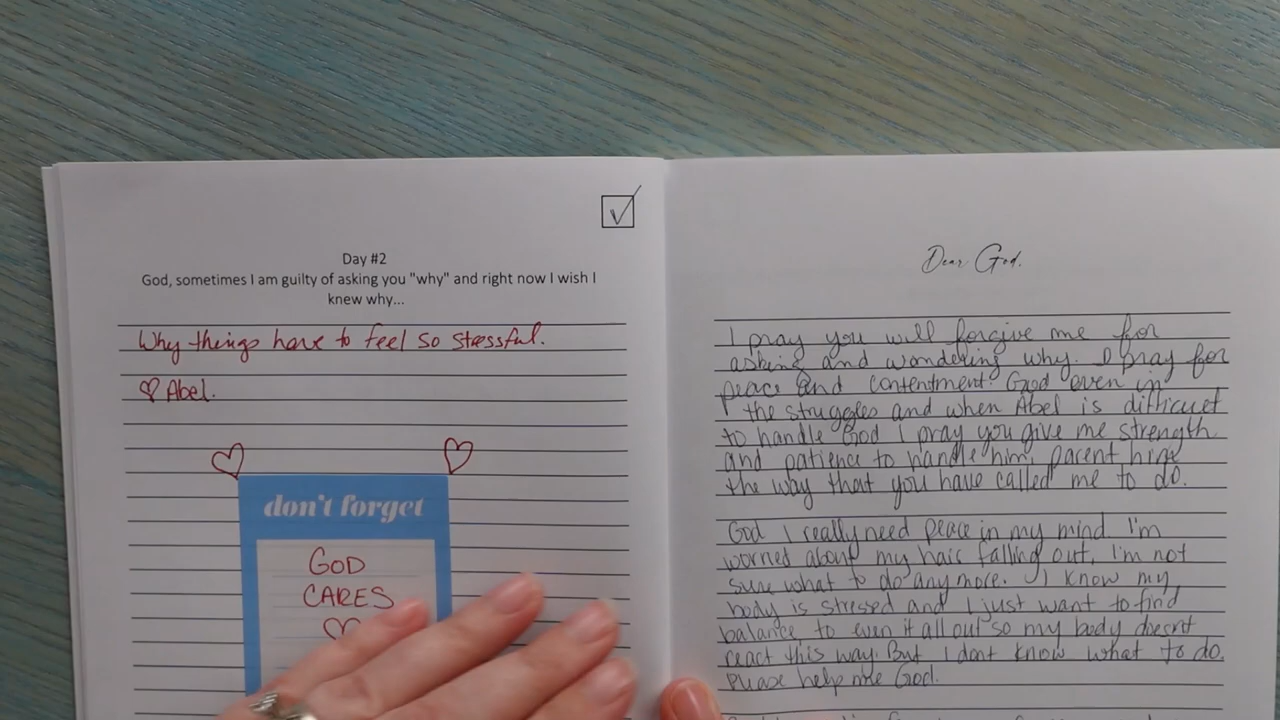 Day #2
God, sometimes I am guilty of asking you "why" and right now I wish I
knew why...
Why things have to feel so stressful.
♡ Abel.
don't forget
GOD
CARES
♡
Dear God,
I pray you will forgive me for
asking and wondering why. I pray for
peace and contentment. God even in
the struggles and when Abel is difficult
to handle God I pray you give me strength
and patience to handle him, parent him
the way that you have called me to do.
God I really need peace in my mind. I'm
worried about my hair falling out, I'm not
sure what to do anymore. I know my
body is stressed and I just want to find
balance to even it all out so my body doesn't
react this way. But I dont know what to do.
Please help me God.